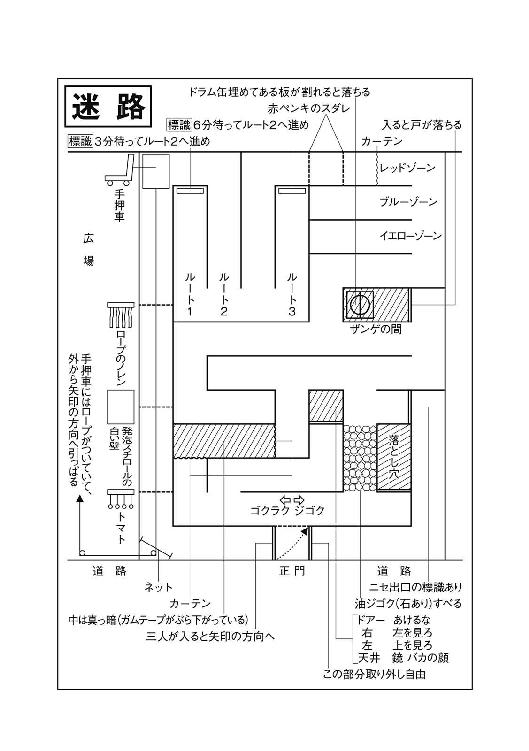 迷路
ドラム缶埋めてある板が割れると落ちる
赤ペンキのスダレ
標識 6分待ってルート2へ進め
入ると戸が落ちる
標識 3分待ってルート2へ進め
カーテン
レッドゾーン
ブルーゾーン
イエローゾーン
手押車
広場
ルート1
ルート2
ルート3
ザンゲの間
ロープのノレン
手押車にはロープがついていて、
外から矢印の方向へ引っぱる
発泡スチロールの
白い壁
落とし穴
トマト
ゴクラク ジゴク
道路
正門
道路
ネット
ニセ出口の標識あり
カーテン
油ジゴク(石あり)すべる
中は真っ暗(ガムテープがぶら下がっている)
ドアー あけるな
右 左を見ろ
左 上を見ろ
天井 鏡 バカの顔
三人が入ると矢印の方向へ
この部分取り外し自由